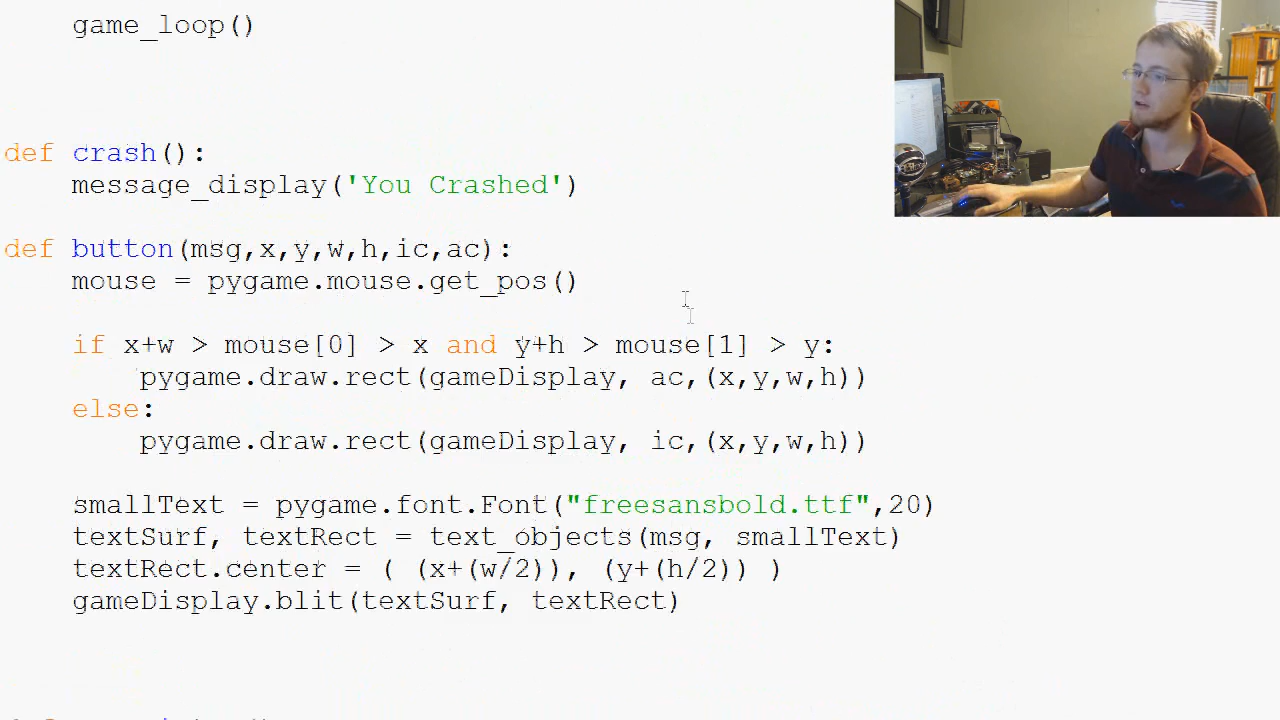 game_loop()
def crash():
message_display('You Crashed')
def button(msg,x,y,w,h,ic,ac):
mouse = pygame.mouse.get_pos()
if x+w > mouse[0] > x and y+h > mouse[1] > y:
pygame.draw.rect(gameDisplay, ac,(x,y,w,h))
else:
pygame.draw.rect(gameDisplay, ic,(x,y,w,h))
smallText = pygame.font.Font("freesansbold.ttf",20)
textSurf, textRect = text_objects(msg, smallText)
textRect.center = ( (x+(w/2)), (y+(h/2)) )
gameDisplay.blit(textSurf, textRect)